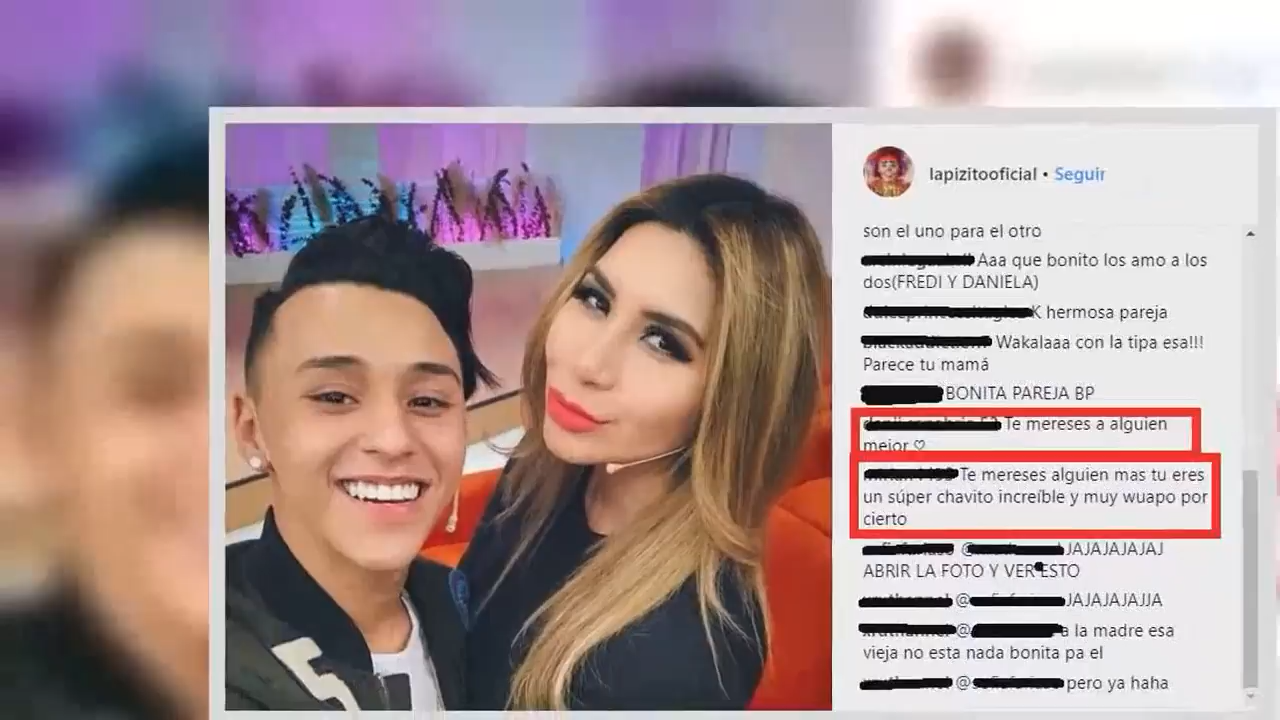 lapizitooficial • Seguir
son el uno para el otro
Aaa que bonito los amo a los
dos(FREDI Y DANIELA)
K hermosa pareja
Wakalaaa con la tipa esa!!!
Parece tu mamá
BONITA PAREJA BP
Te mereses a alguien
mejor ♡
Te mereses alguien mas tu eres
un súper chavito increíble y muy wuapo por
cierto
@ JAJAJAJAJAJ
ABRIR LA FOTO Y VER ESTO
@ JAJAJAJAJJA
@ a la madre esa
vieja no esta nada bonita pa el
@ pero ya haha